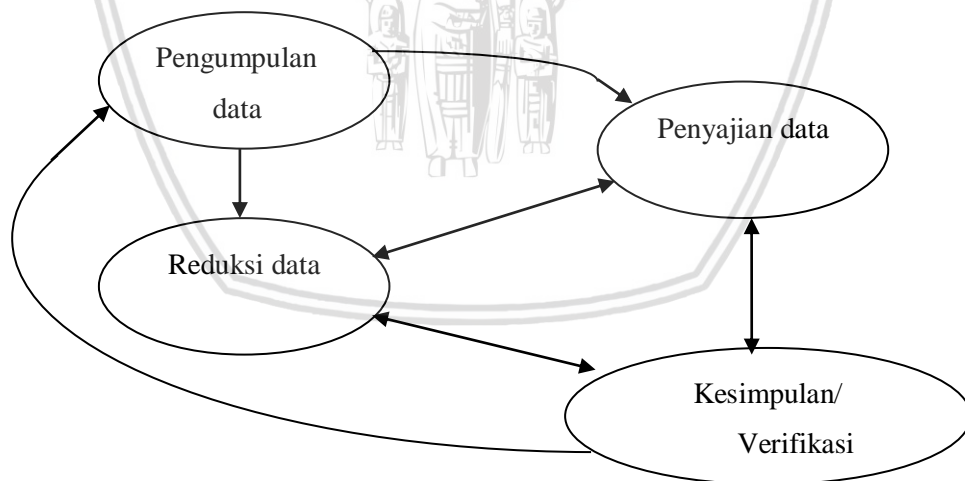 Pengumpulan
data
Penyajian data
Reduksi data
Kesimpulan/
Verifikasi